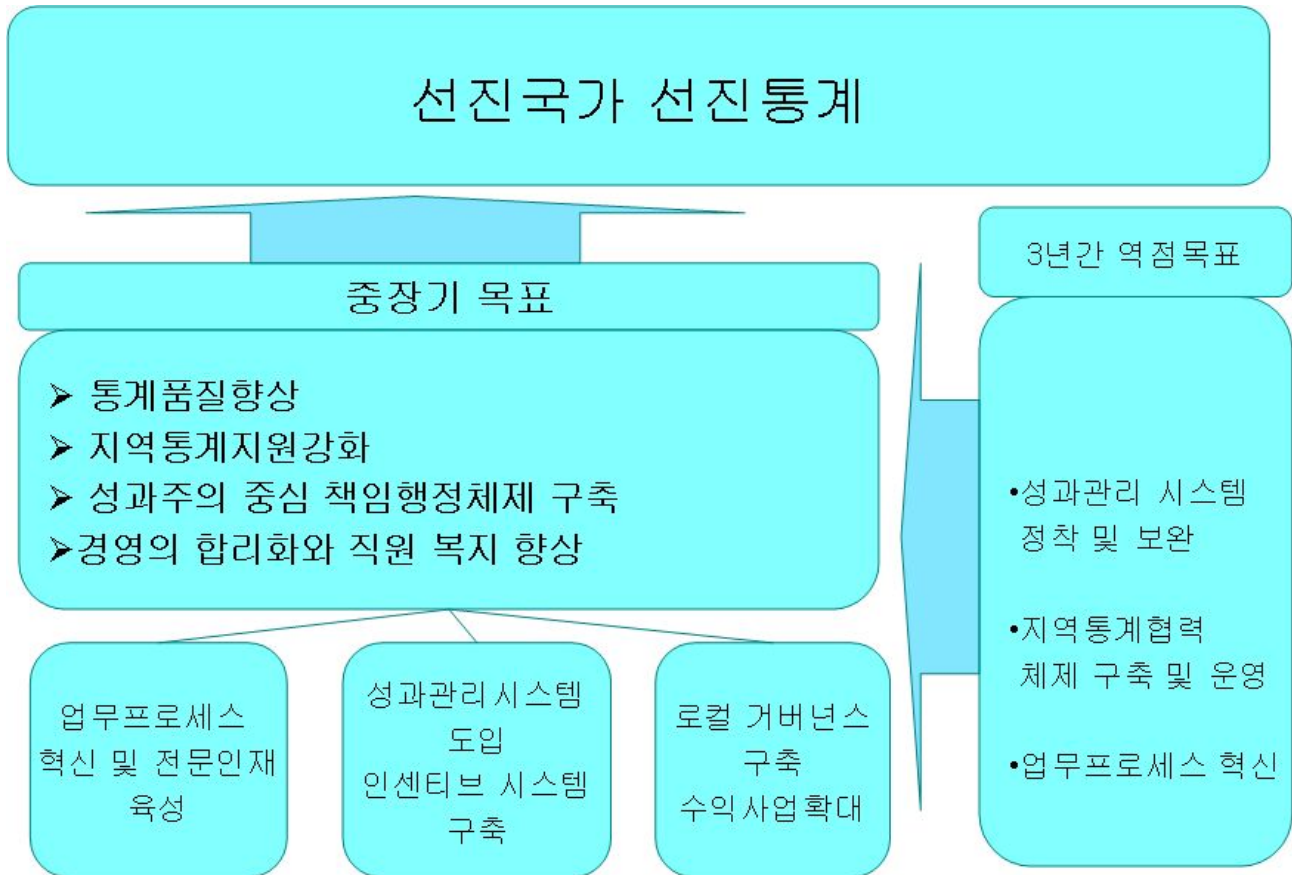 선진국가 선진통계
중장기 목표
➢ 통계품질향상
➢ 지역통계지원강화
➢ 성과주의 중심 책임행정체제 구축
➢경영의 합리화와 직원 복지 향상
업무프로세스
혁신 및 전문인재
육성
성과관리시스템
도입
인센티브 시스템
구축
로컬 거버넌스
구축
수익사업확대
3년간 역점목표
•성과관리 시스템
정착 및 보완
•지역통계협력
체제 구축 및 운영
•업무프로세스 혁신